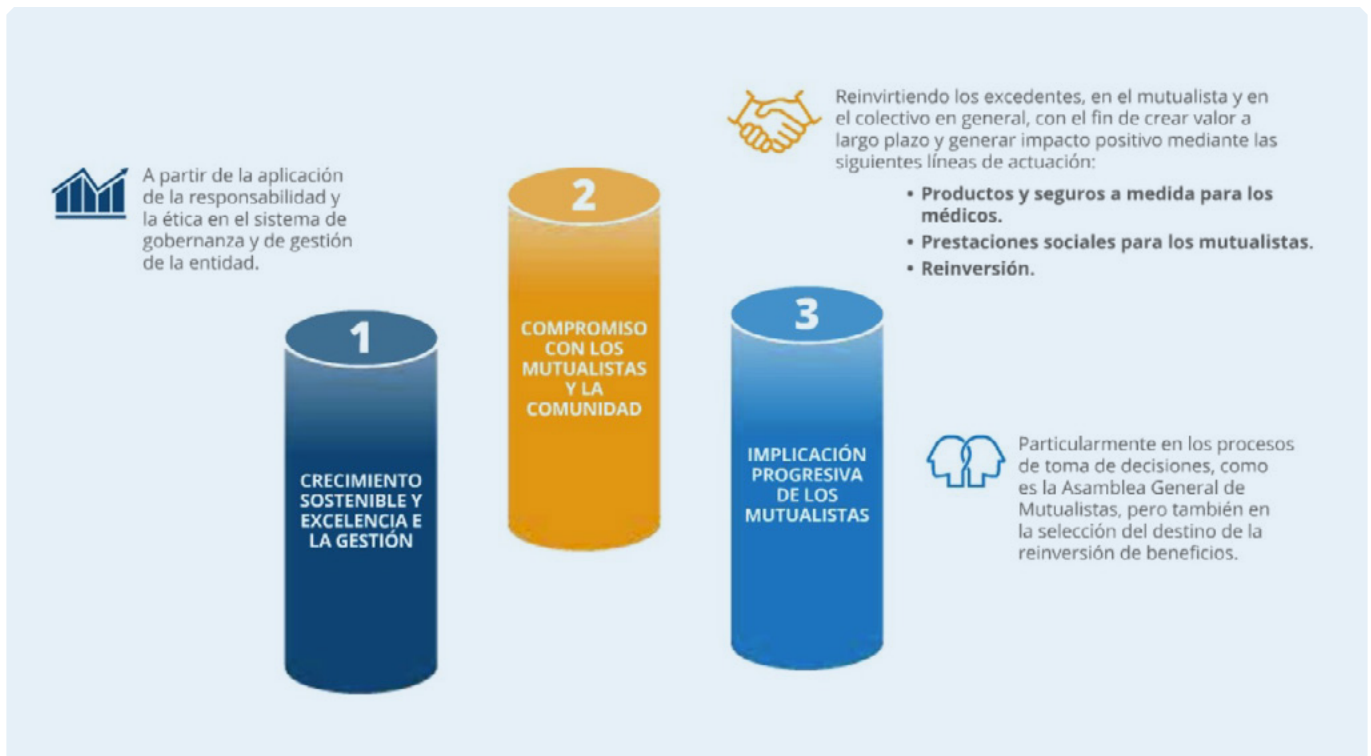 A partir de la aplicación
de la responsabilidad y
la ética en el sistema de
gobernanza y de gestión
de la entidad.
1
CRECIMIENTO
SOSTENIBLE Y
EXCELENCIA E
LA GESTIÓN
2
COMPROMISO
CON LOS
MUTUALISTAS
Y LA
COMUNIDAD
Reinvirtiendo los excedentes, en el mutualista y en
el colectivo en general, con el fin de crear valor a
largo plazo y generar impacto positivo mediante las
siguientes líneas de actuación:
• Productos y seguros a medida para los
médicos.
• Prestaciones sociales para los mutualistas.
• Reinversión.
3
IMPLICACIÓN
PROGRESIVA
DE LOS
MUTUALISTAS
Particularmente en los procesos
de toma de decisiones, como
es la Asamblea General de
Mutualistas, pero también en
la selección del destino de la
reinversión de beneficios.